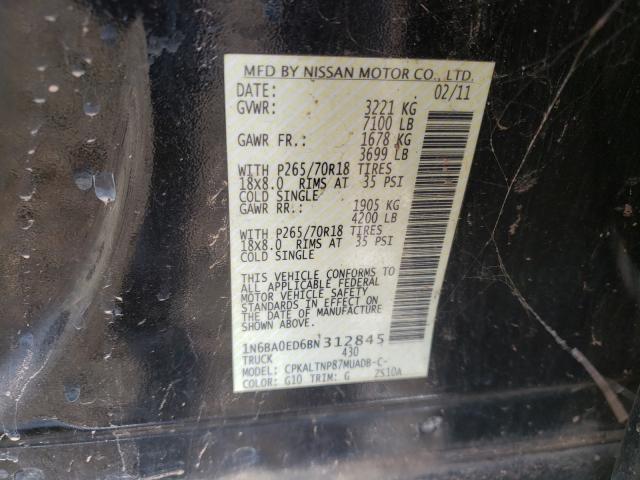 MFD BY NISSAN MOTOR CO., LTD.
DATE: 02/11
GVWR: 3221 KG
7100 LB
GAWR FR.: 1678 KG
3699 LB
WITH P265/70R18 TIRES
18x8.0 RIMS AT 35 PSI
COLD SINGLE
GAWR RR.: 1905 KG
4200 LB
WITH P265/70R18 TIRES
18x8.0 RIMS AT 35 PSI
COLD SINGLE
THIS VEHICLE CONFORMS TO
ALL APPLICABLE FEDERAL
MOTOR VEHICLE SAFETY
STANDARDS IN EFFECT ON
THE DATE OF MANUFACTURE
SHOWN ABOVE.
1N6BA0ED6BN312845
TRUCK 430
MODEL: CPKALTNP87MUADB-C-
COLOR: G10 TRIM: G ZS10A